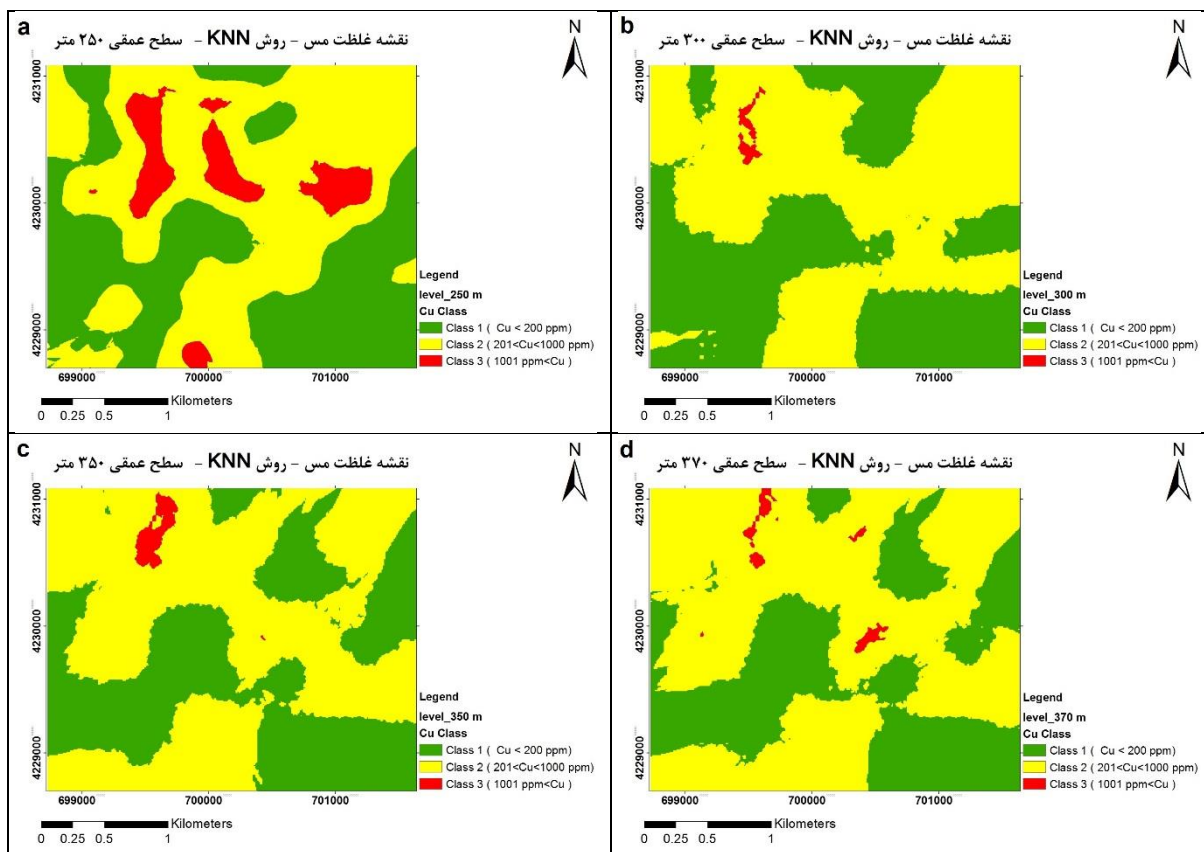 a
نقشه غلظت مس - روش KNN - سطح عمقی ۲۵۰ متر
N
4231000
4230000
4229000
699000 700000 701000
Legend
level_250 m
Cu Class
Class 1 ( Cu < 200 ppm)
Class 2 ( 201<Cu<1000 ppm)
Class 3 ( 1001 ppm<Cu )
Kilometers
0 0.25 0.5 1
b
نقشه غلظت مس - روش KNN - سطح عمقی ۳۰۰ متر
N
4231000
4230000
4229000
699000 700000 701000
Legend
level_300 m
Cu Class
Class 1 ( Cu < 200 ppm)
Class 2 ( 201<Cu<1000 ppm)
Class 3 ( 1001 ppm<Cu )
Kilometers
0 0.25 0.5 1
c
نقشه غلظت مس - روش KNN - سطح عمقی ۳۵۰ متر
N
4231000
4230000
4229000
699000 700000 701000
Legend
level_350 m
Cu Class
Class 1 ( Cu < 200 ppm)
Class 2 ( 201<Cu<1000 ppm)
Class 3 ( 1001 ppm<Cu )
Kilometers
0 0.25 0.5 1
d
نقشه غلظت مس - روش KNN - سطح عمقی ۳۷۰ متر
N
4231000
4230000
4229000
699000 700000 701000
Legend
level_370 m
Cu Class
Class 1 ( Cu < 200 ppm)
Class 2 ( 201<Cu<1000 ppm)
Class 3 ( 1001 ppm<Cu )
Kilometers
0 0.25 0.5 1